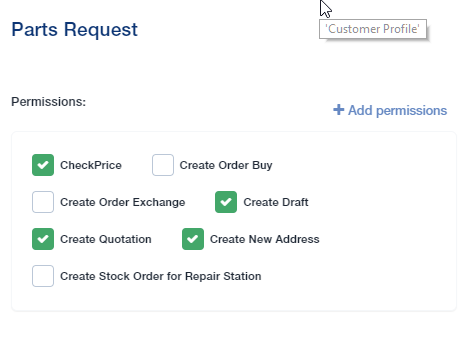 Parts Request
'Customer Profile'
Permissions:
+ Add permissions
CheckPrice Create Order Buy
Create Order Exchange Create Draft
Create Quotation Create New Address
Create Stock Order for Repair Station